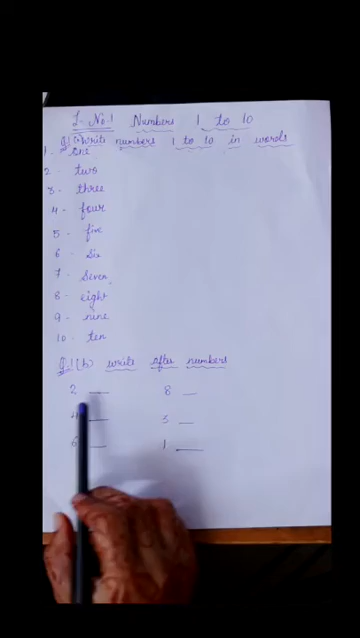 L. No. 1 Numbers 1 to 10
Q.1(a) Write numbers 1 to 10 in words
1 - One
2 - two
3 - three
4 - four
5 - five
6 - six
7 - Seven
8 - eight
9 - nine
10 - ten
Q.1(b) write after numbers
2 __ 8 __
4 __ 3 __
6 __ 1 __